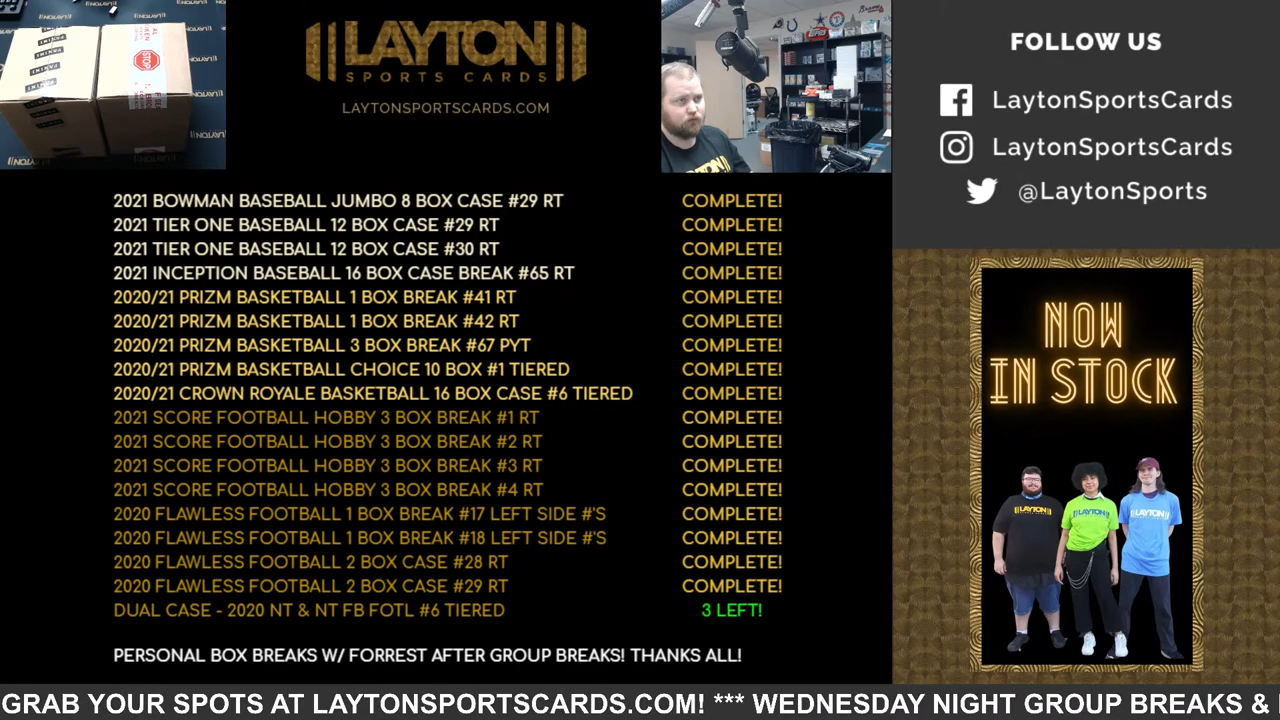 LAYTON
SPORTS CARDS
LAYTONSPORTSCARDS.COM
FOLLOW US
LaytonSportsCards
LaytonSportsCards
@LaytonSports
2021 BOWMAN BASEBALL JUMBO 8 BOX CASE #29 RT COMPLETE!
2021 TIER ONE BASEBALL 12 BOX CASE #29 RT COMPLETE!
2021 TIER ONE BASEBALL 12 BOX CASE #30 RT COMPLETE!
2021 INCEPTION BASEBALL 16 BOX CASE BREAK #65 RT COMPLETE!
2020/21 PRIZM BASKETBALL 1 BOX BREAK #41 RT COMPLETE!
2020/21 PRIZM BASKETBALL 1 BOX BREAK #42 RT COMPLETE!
2020/21 PRIZM BASKETBALL 3 BOX BREAK #67 PYT COMPLETE!
2020/21 PRIZM BASKETBALL CHOICE 10 BOX #1 TIERED COMPLETE!
2020/21 CROWN ROYALE BASKETBALL 16 BOX CASE #6 TIERED COMPLETE!
2021 SCORE FOOTBALL HOBBY 3 BOX BREAK #1 RT COMPLETE!
2021 SCORE FOOTBALL HOBBY 3 BOX BREAK #2 RT COMPLETE!
2021 SCORE FOOTBALL HOBBY 3 BOX BREAK #3 RT COMPLETE!
2021 SCORE FOOTBALL HOBBY 3 BOX BREAK #4 RT COMPLETE!
2020 FLAWLESS FOOTBALL 1 BOX BREAK #17 LEFT SIDE #'S COMPLETE!
2020 FLAWLESS FOOTBALL 1 BOX BREAK #18 LEFT SIDE #'S COMPLETE!
2020 FLAWLESS FOOTBALL 2 BOX CASE #28 RT COMPLETE!
2020 FLAWLESS FOOTBALL 2 BOX CASE #29 RT COMPLETE!
DUAL CASE - 2020 NT & NT FB FOTL #6 TIERED 3 LEFT!
PERSONAL BOX BREAKS W/ FORREST AFTER GROUP BREAKS! THANKS ALL!
NOW
IN STOCK
LAYTON
LAYTON
LAYTON
STOP
GRAB YOUR SPOTS AT LAYTONSPORTSCARDS.COM! *** WEDNESDAY NIGHT GROUP BREAKS &